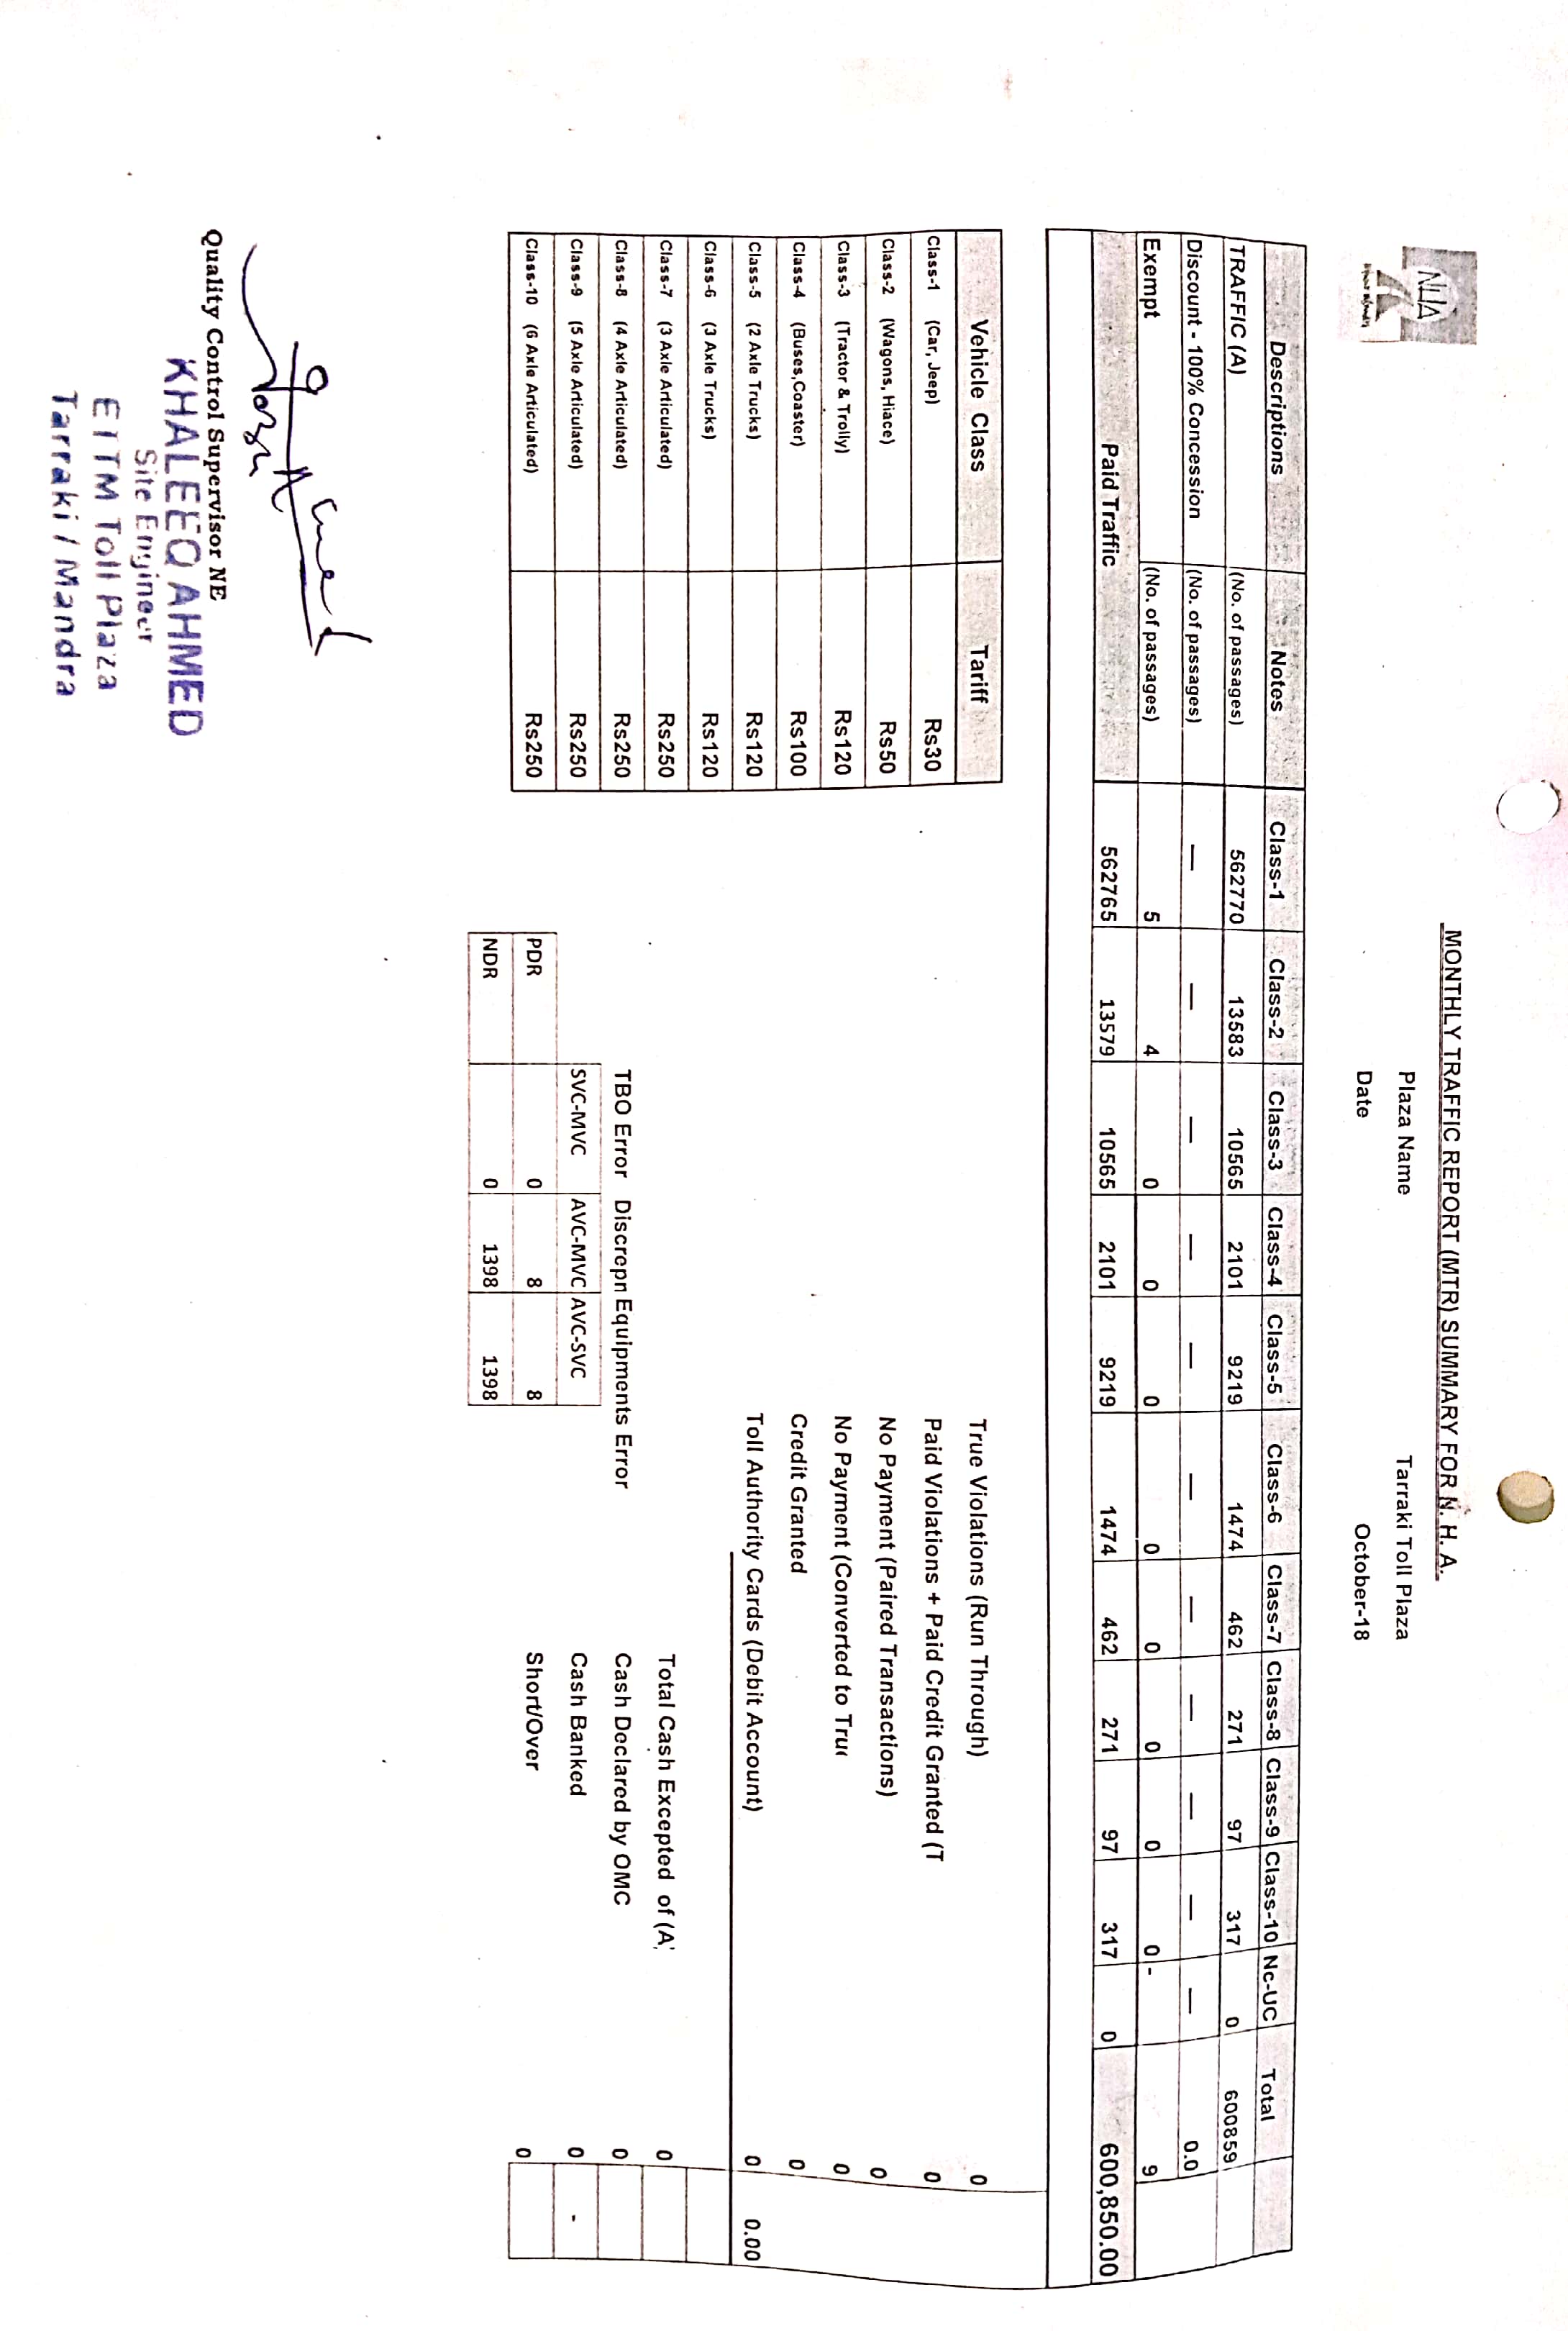 NHA
MONTHLY TRAFFIC REPORT (MTR) SUMMARY FOR N. H. A.
Plaza Name Tarraki Toll Plaza
Date October-18
Descriptions Notes Class-1 Class-2 Class-3 Class-4 Class-5 Class-6 Class-7 Class-8 Class-9 Class-10 Nc-UC Total
TRAFFIC (A) (No. of passages) 562770 13583 10565 2101 9219 1474 462 271 97 317 0 600859
Discount - 100% Concession (No. of passages) — — — — — — — — — — — 0.0
Exempt (No. of passages) 5 4 0 0 0 0 0 0 0 0 - 9
Paid Traffic 562765 13579 10565 2101 9219 1474 462 271 97 317 0 600,850.00
Vehicle Class Tariff
Class-1 (Car, Jeep) Rs30
Class-2 (Wagons, Hiace) Rs50
Class-3 (Tractor & Trolly) Rs120
Class-4 (Buses,Coaster) Rs100
Class-5 (2 Axle Trucks) Rs120
Class-6 (3 Axle Trucks) Rs120
Class-7 (3 Axle Articulated) Rs250
Class-8 (4 Axle Articulated) Rs250
Class-9 (5 Axle Articulated) Rs250
Class-10 (6 Axle Articulated) Rs250
True Violations (Run Through) 0
Paid Violations + Paid Credit Granted (T 0
No Payment (Paired Transactions) 0
No Payment (Converted to True 0
Credit Granted 0
Toll Authority Cards (Debit Account) 0 0.00
Total Cash Excepted of (A) 0
Cash Declared by OMC 0
Cash Banked 0 -
Short/Over 0
TBO Error Discrepn Equipments Error
SVC-MVC AVC-MVC AVC-SVC
PDR 0 8 8
NDR 0 1398 1398
Quality Control Supervisor NE
KHALEEQ AHMED
Site Engineer
ETTM Toll Plaza
Tarraki / Mandra